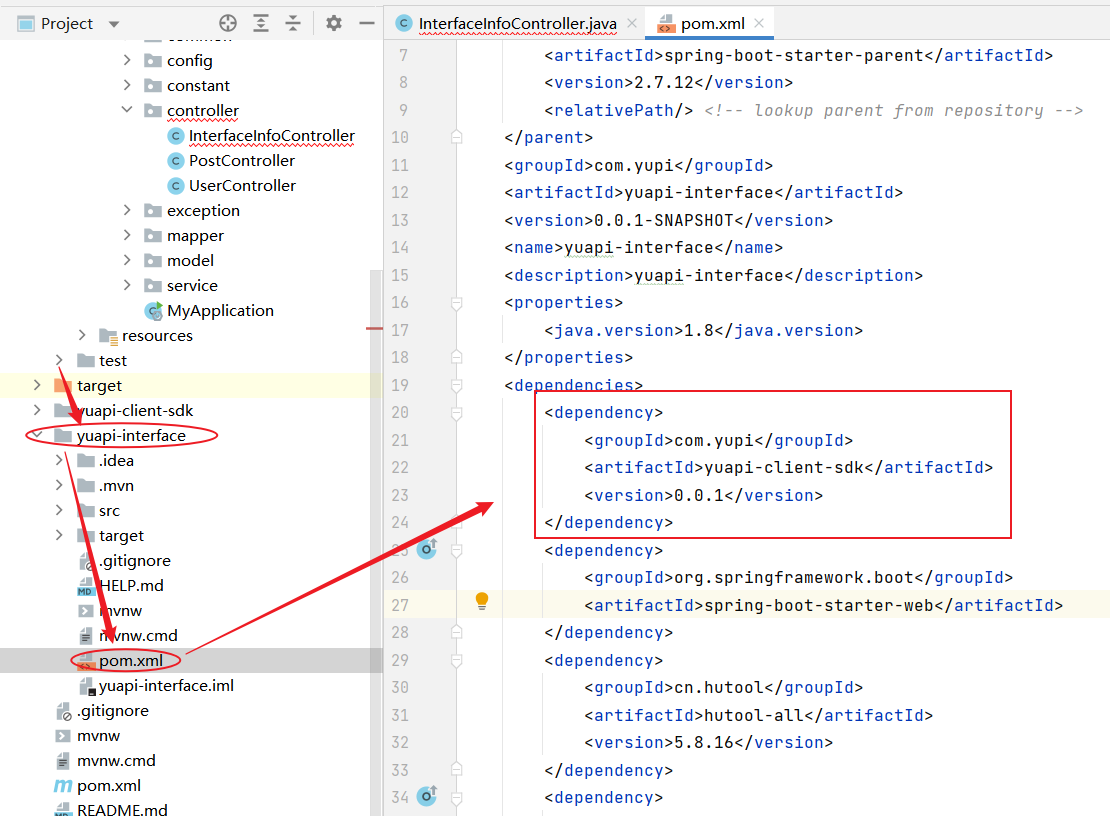 Project
common
config
constant
controller
InterfaceInfoController
PostController
UserController
exception
mapper
model
service
MyApplication
resources
test
target
yuapi-client-sdk
yuapi-interface
.idea
.mvn
src
target
.gitignore
HELP.md
mvnw
mvnw.cmd
pom.xml
yuapi-interface.iml
.gitignore
mvnw
mvnw.cmd
pom.xml
README.md
InterfaceInfoController.java
pom.xml
7 <artifactId>spring-boot-starter-parent</artifactId>
8 <version>2.7.12</version>
9 <relativePath/> <!-- lookup parent from repository -->
10 </parent>
11 <groupId>com.yupi</groupId>
12 <artifactId>yuapi-interface</artifactId>
13 <version>0.0.1-SNAPSHOT</version>
14 <name>yuapi-interface</name>
15 <description>yuapi-interface</description>
16 <properties>
17 <java.version>1.8</java.version>
18 </properties>
19 <dependencies>
20 <dependency>
21 <groupId>com.yupi</groupId>
22 <artifactId>yuapi-client-sdk</artifactId>
23 <version>0.0.1</version>
24 </dependency>
25 <dependency>
26 <groupId>org.springframework.boot</groupId>
27 <artifactId>spring-boot-starter-web</artifactId>
28 </dependency>
29 <dependency>
30 <groupId>cn.hutool</groupId>
31 <artifactId>hutool-all</artifactId>
32 <version>5.8.16</version>
33 </dependency>
34 <dependency>